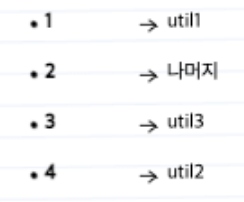 • 1 → util1
• 2 → 나머지
• 3 → util3
• 4 → util2